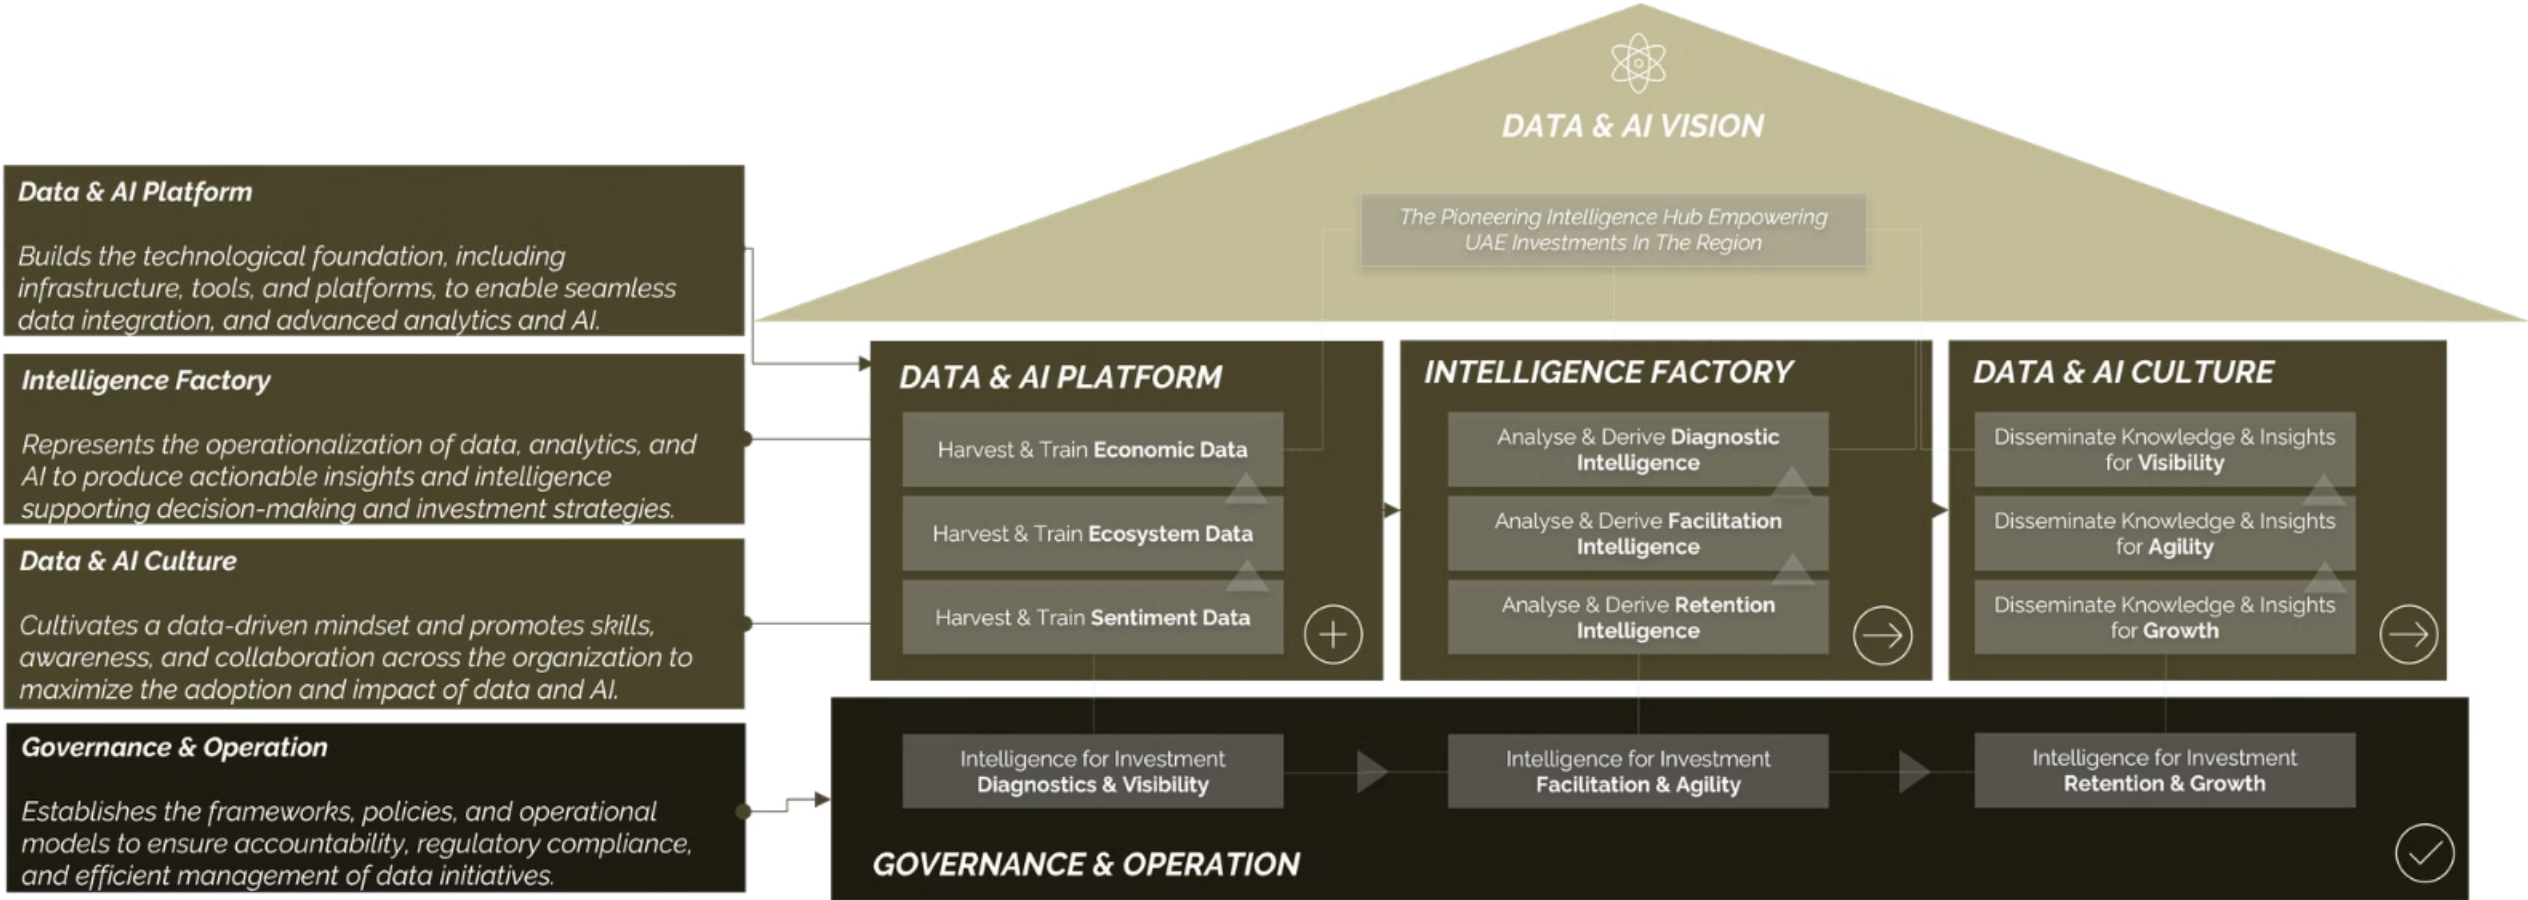 DATA & AI VISION
The Pioneering Intelligence Hub Empowering
UAE Investments In The Region
Data & AI Platform
Builds the technological foundation, including
infrastructure, tools, and platforms, to enable seamless
data integration, and advanced analytics and AI.
Intelligence Factory
Represents the operationalization of data, analytics, and
AI to produce actionable insights and intelligence
supporting decision-making and investment strategies.
Data & AI Culture
Cultivates a data-driven mindset and promotes skills,
awareness, and collaboration across the organization to
maximize the adoption and impact of data and AI.
Governance & Operation
Establishes the frameworks, policies, and operational
models to ensure accountability, regulatory compliance,
and efficient management of data initiatives.
DATA & AI PLATFORM
Harvest & Train Economic Data
Harvest & Train Ecosystem Data
Harvest & Train Sentiment Data
INTELLIGENCE FACTORY
Analyse & Derive Diagnostic
Intelligence
Analyse & Derive Facilitation
Intelligence
Analyse & Derive Retention
Intelligence
DATA & AI CULTURE
Disseminate Knowledge & Insights
for Visibility
Disseminate Knowledge & Insights
for Agility
Disseminate Knowledge & Insights
for Growth
Intelligence for Investment
Diagnostics & Visibility
Intelligence for Investment
Facilitation & Agility
Intelligence for Investment
Retention & Growth
GOVERNANCE & OPERATION